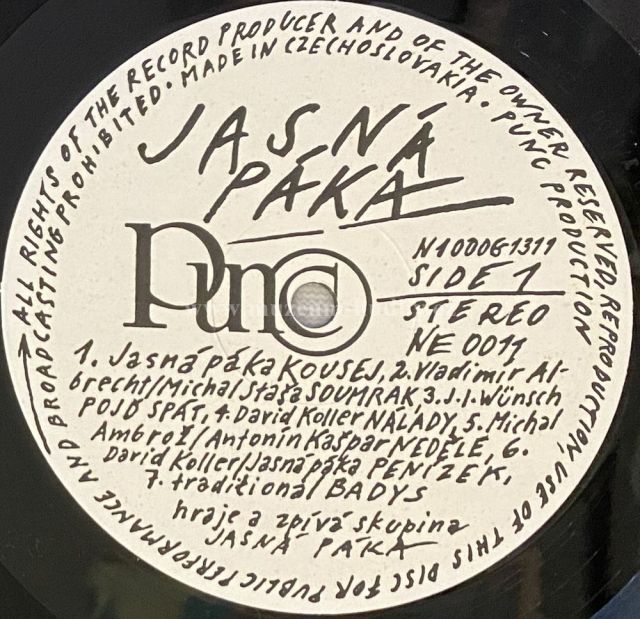 ALL RIGHTS OF THE RECORD PRODUCER AND OF THE OWNER RESERVED, REPRODUCTION, USE OF THIS DISC FOR PUBLIC PERFORMANCE AND
BROADCASTING PROHIBITED • MADE IN CZECHOSLOVAKIA • PUNC PRODUCTION
JASNÁ
PÁKA
Punc
N1000G1311
SIDE 1
STEREO
NE 0011
1. Jasná páka KOUSEJ, 2. Vladimir Al-
brecht/Michal Staša SOUMRAK, 3. J. I. Wünsch
POJĎ SPÁT, 4. David Koller NÁLADY, 5. Michal
Ambrož/Antonín Kašpar NEDĚLE, 6.
David Koller/Jasná páka PENÍZEK,
7. traditional BADYS
hraje a zpívá skupina
JASNÁ PÁKA